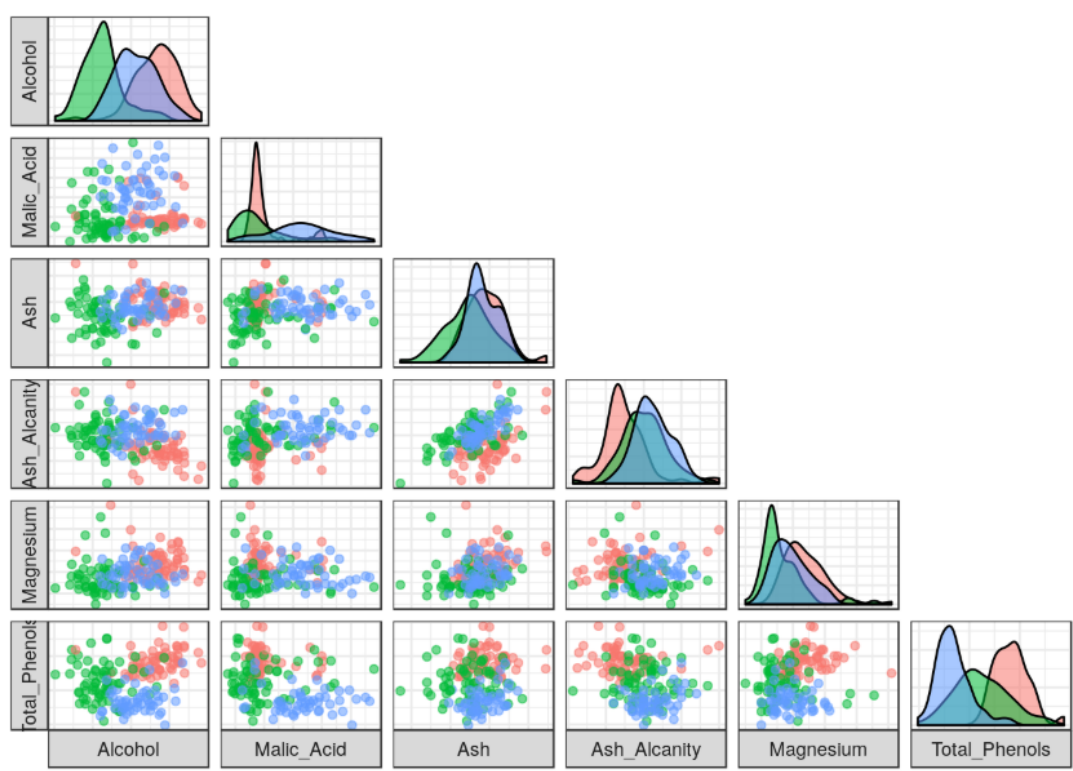 Alcohol
Malic_Acid
Ash
Ash_Alcanity
Magnesium
Total_Phenols
Alcohol
Malic_Acid
Ash
Ash_Alcanity
Magnesium
Total_Phenols